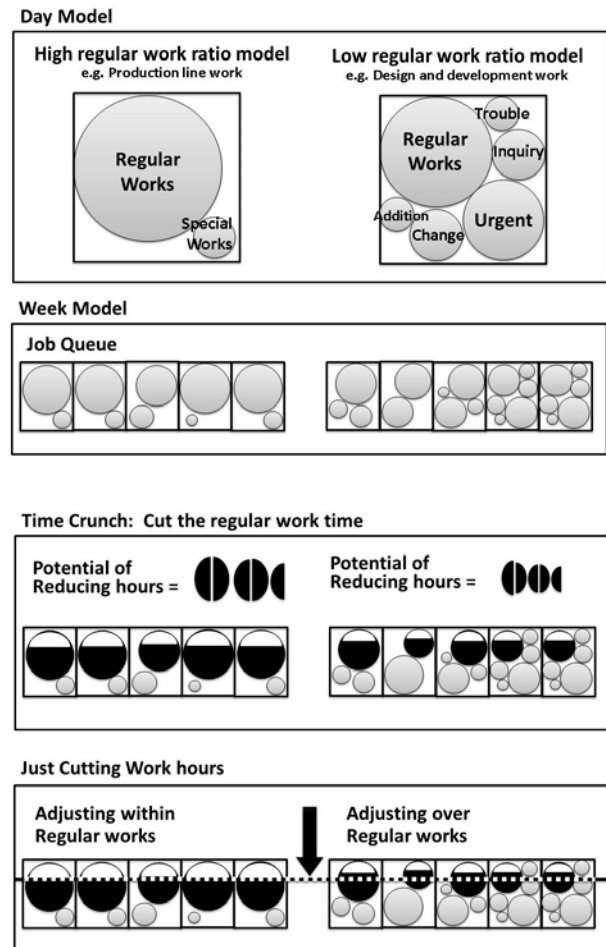 Day Model
High regular work ratio model
e.g. Production line work
Regular
Works
Special
Works
Low regular work ratio model
e.g. Design and development work
Regular
Works
Trouble
Inquiry
Urgent
Addition
Change
Week Model
Job Queue
Time Crunch: Cut the regular work time
Potential of
Reducing hours =
Potential of
Reducing hours =
Just Cutting Work hours
Adjusting within
Regular works
Adjusting over
Regular works